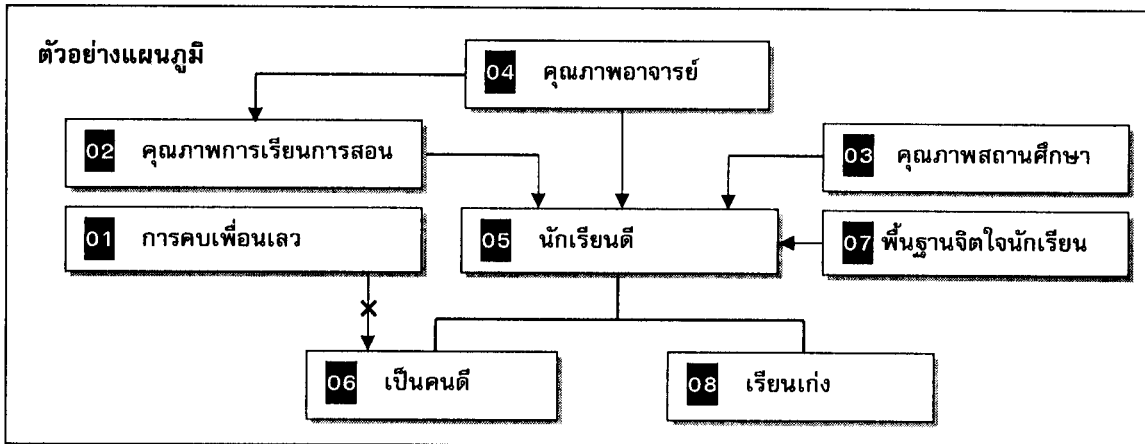 ตัวอย่างแผนภูมิ
04 คุณภาพอาจารย์
02 คุณภาพการเรียนการสอน
03 คุณภาพสถานศึกษา
01 การคบเพื่อนเลว
05 นักเรียนดี
07 พื้นฐานจิตใจนักเรียน
06 เป็นคนดี
08 เรียนเก่ง